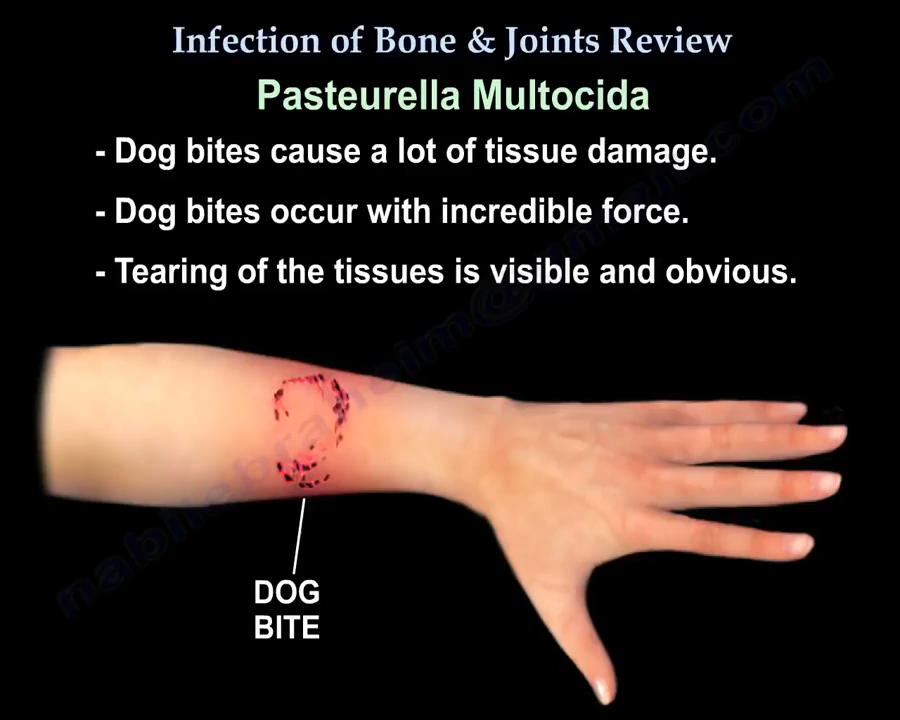 Infection of Bone & Joints Review
Pasteurella Multocida
- Dog bites cause a lot of tissue damage.
- Dog bites occur with incredible force.
- Tearing of the tissues is visible and obvious.
DOG
BITE